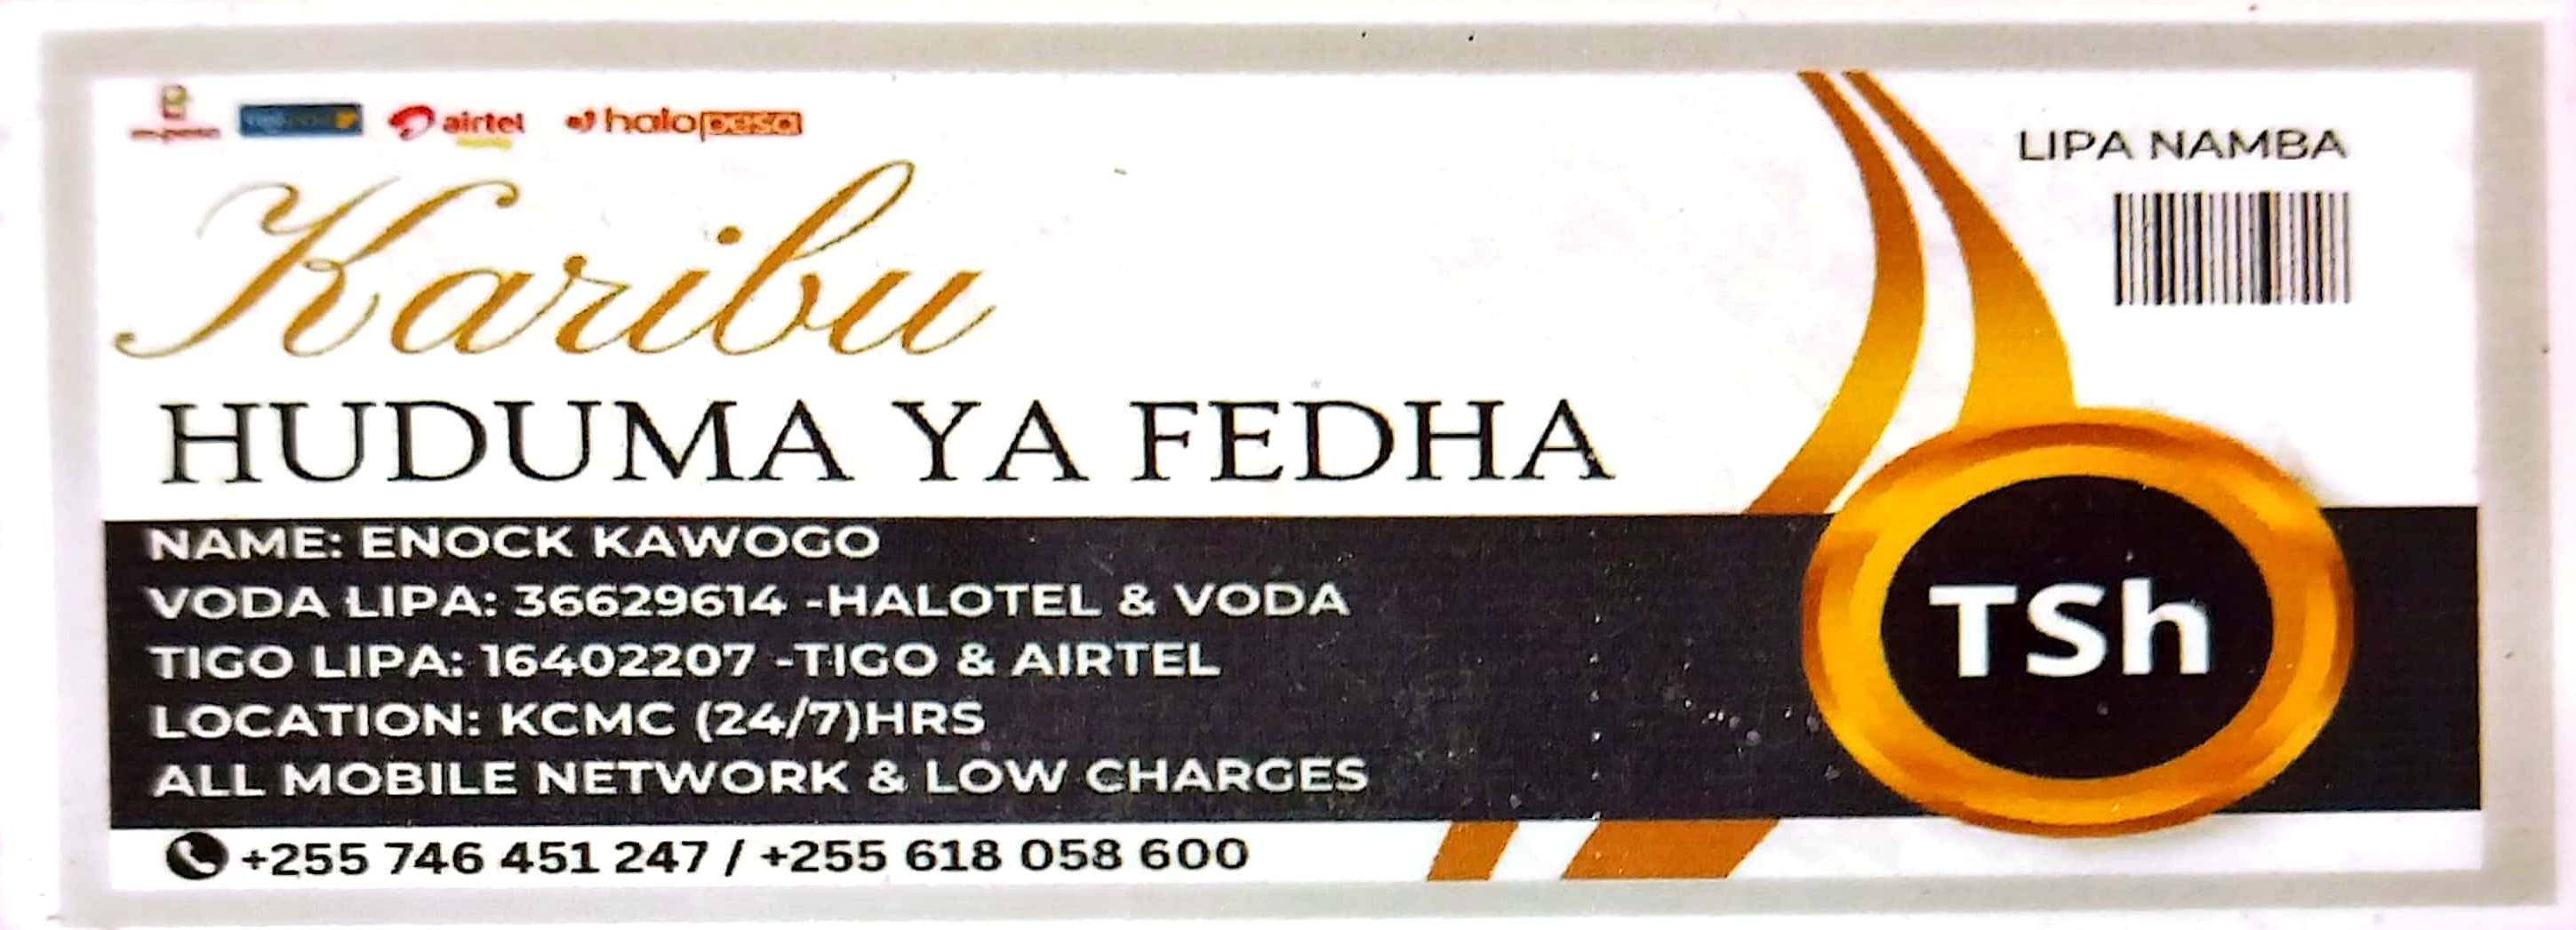 airtel
halopesa
LIPA NAMBA
Karibu
HUDUMA YA FEDHA
NAME: ENOCK KAWOGO
VODA LIPA: 36629614 -HALOTEL & VODA
TIGO LIPA: 16402207 -TIGO & AIRTEL
LOCATION: KCMC (24/7)HRS
ALL MOBILE NETWORK & LOW CHARGES
+255 746 451 247 / +255 618 058 600
TSh